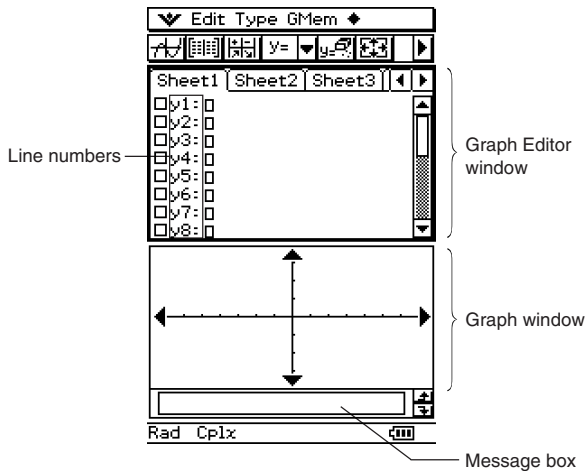 Edit Type GMem ◆
y= y=
Sheet1 Sheet2 Sheet3
y1:
y2:
y3:
y4:
y5:
y6:
y7:
y8:
Line numbers
Graph Editor
window
Graph window
Rad Cplx
Message box